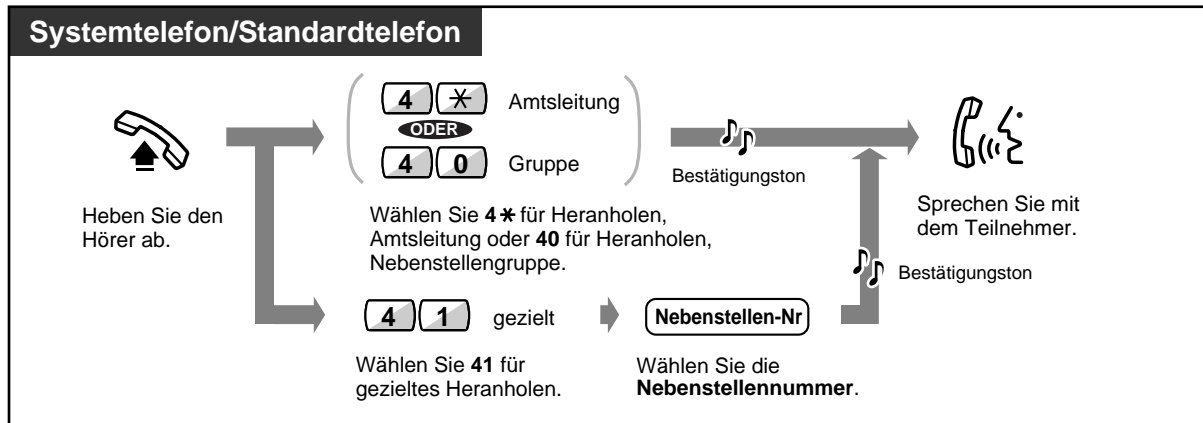 Systemtelefon/Standardtelefon
4 ✳ Amtsleitung
ODER
4 0 Gruppe
Bestätigungston
Heben Sie den
Hörer ab.
Wählen Sie 4✳ für Heranholen,
Amtsleitung oder 40 für Heranholen,
Nebenstellengruppe.
Sprechen Sie mit
dem Teilnehmer.
Bestätigungston
4 1 gezielt
Nebenstellen-Nr
Wählen Sie 41 für
gezieltes Heranholen.
Wählen Sie die
Nebenstellennummer.